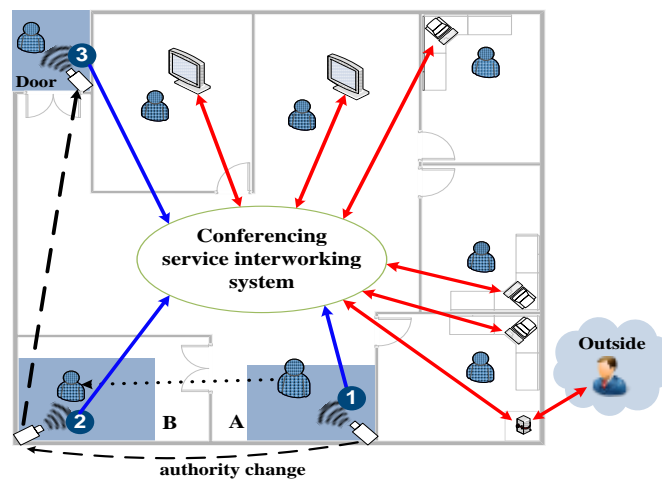 3
Door
Conferencing
service interworking
system
Outside
1
2
B
A
authority change